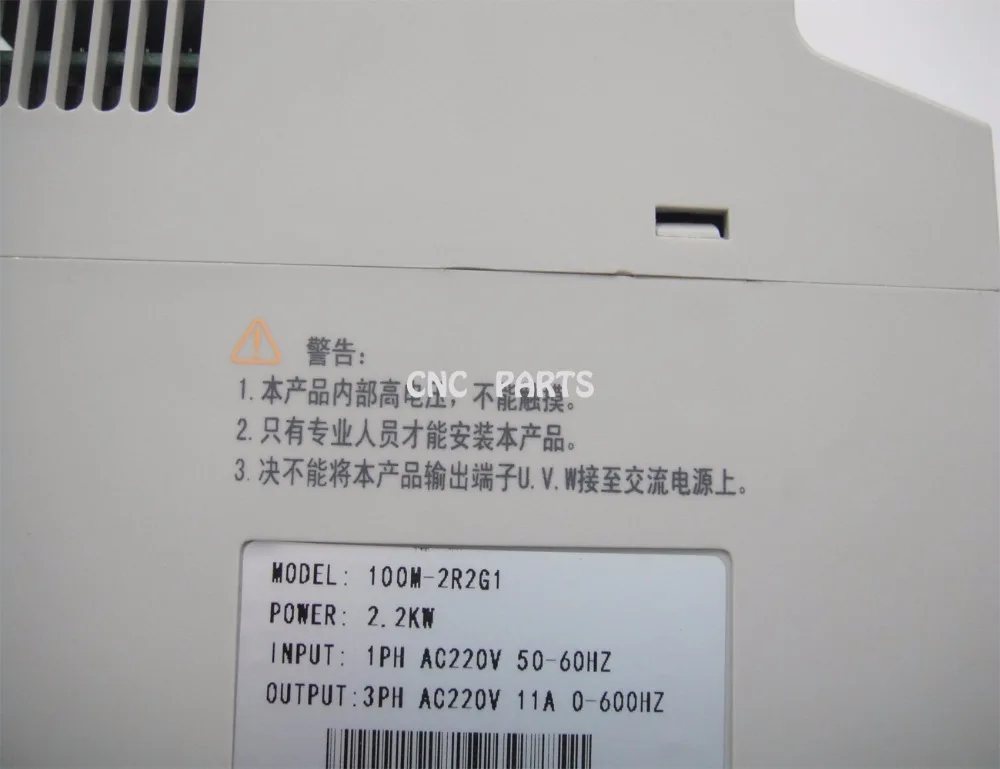 警告:
1.本产品内部高电压，不能触摸。
CNC PARTS
2.只有专业人员才能安装本产品。
3.决不能将本产品输出端子U.V.W接至交流电源上。
MODEL: 100M-2R2G1
POWER: 2.2KW
INPUT: 1PH AC220V 50-60HZ
OUTPUT:3PH AC220V 11A 0-600HZ